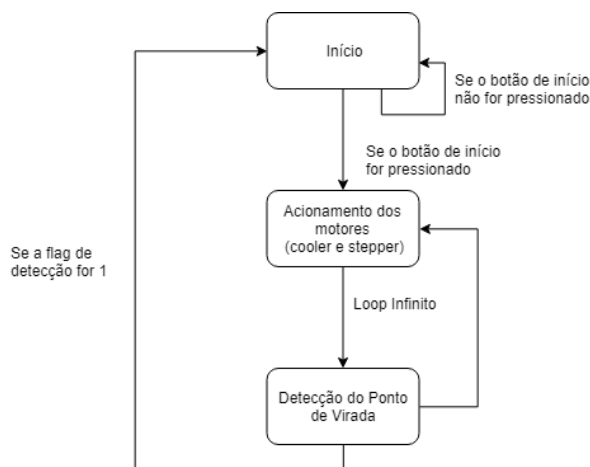 Início
Se o botão de início
não for pressionado
Se o botão de início
for pressionado
Acionamento dos
motores
(cooler e stepper)
Se a flag de
detecção for 1
Loop Infinito
Detecção do Ponto
de Virada